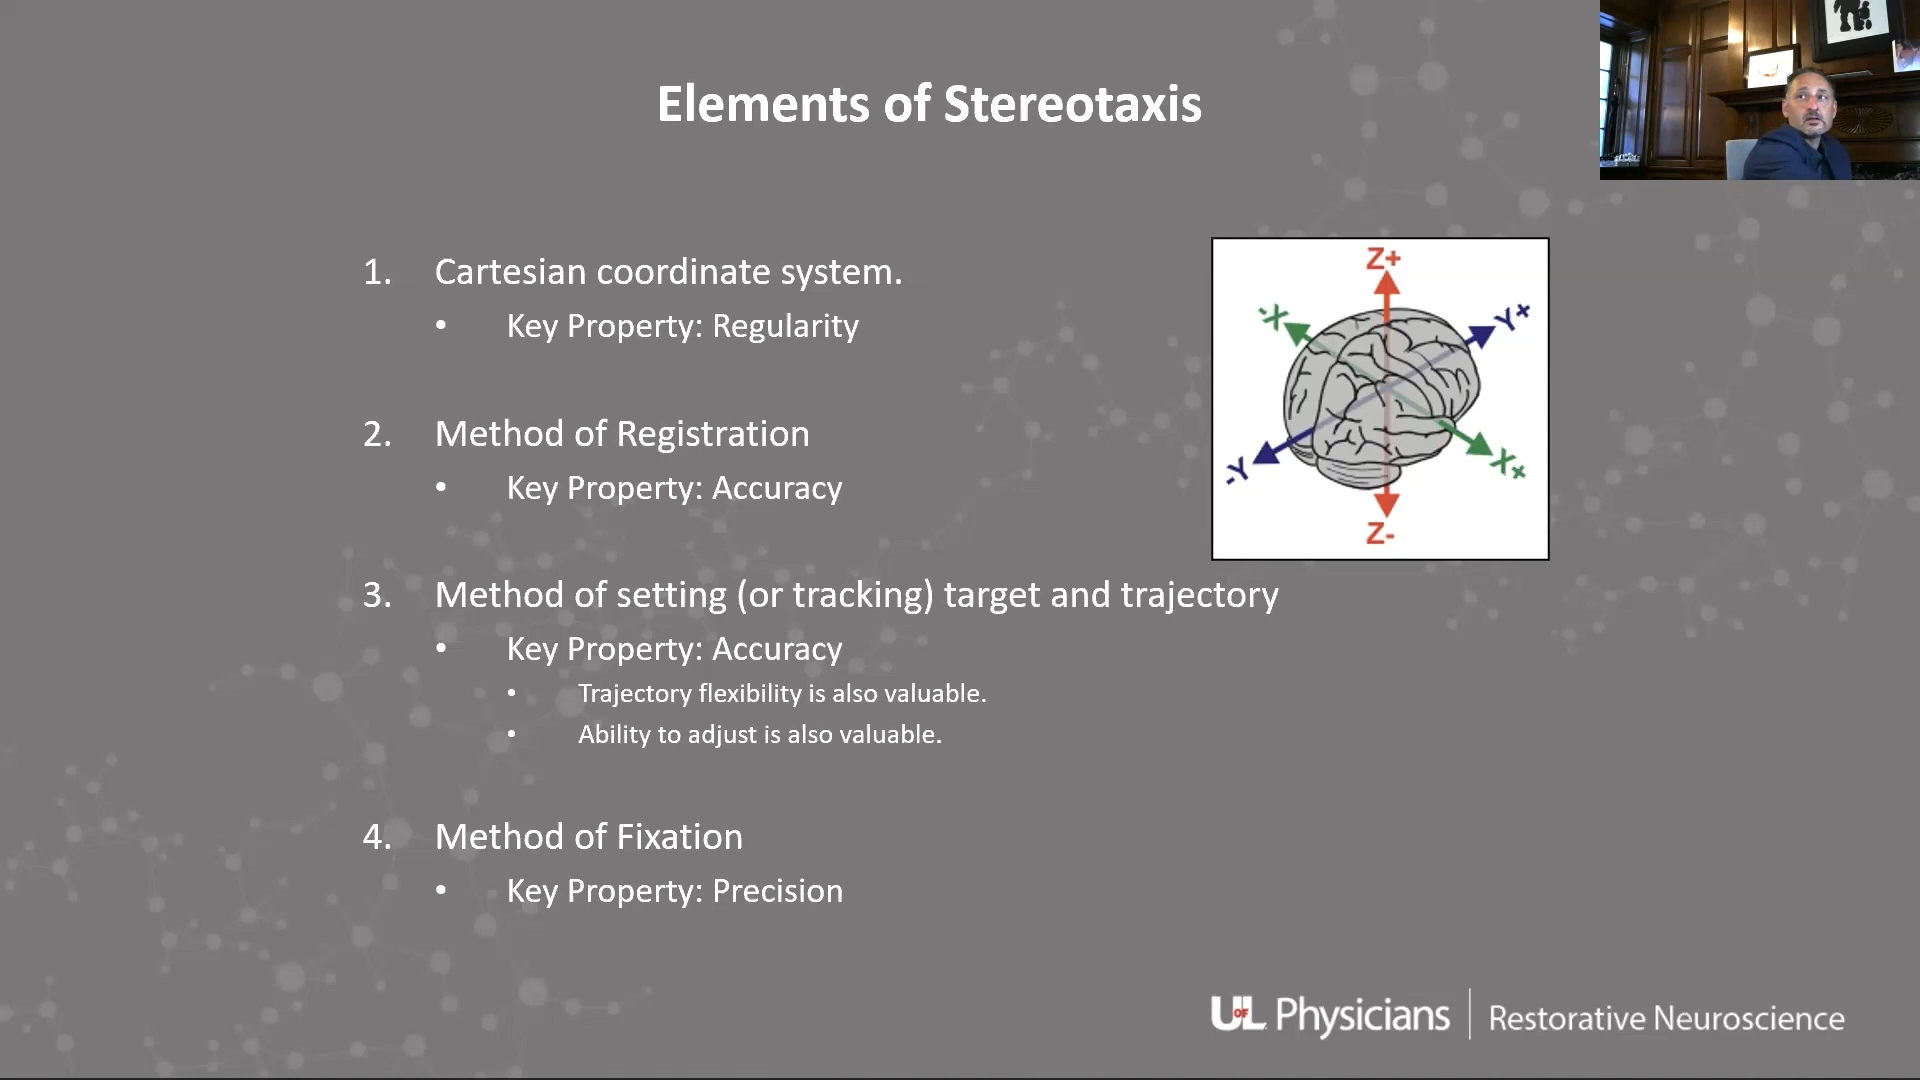 Elements of Stereotaxis
1. Cartesian coordinate system.
• Key Property: Regularity
2. Method of Registration
• Key Property: Accuracy
3. Method of setting (or tracking) target and trajectory
• Key Property: Accuracy
• Trajectory flexibility is also valuable.
• Ability to adjust is also valuable.
4. Method of Fixation
• Key Property: Precision
Z+
-X
Y+
-Y
X+
Z-
UofL Physicians | Restorative Neuroscience